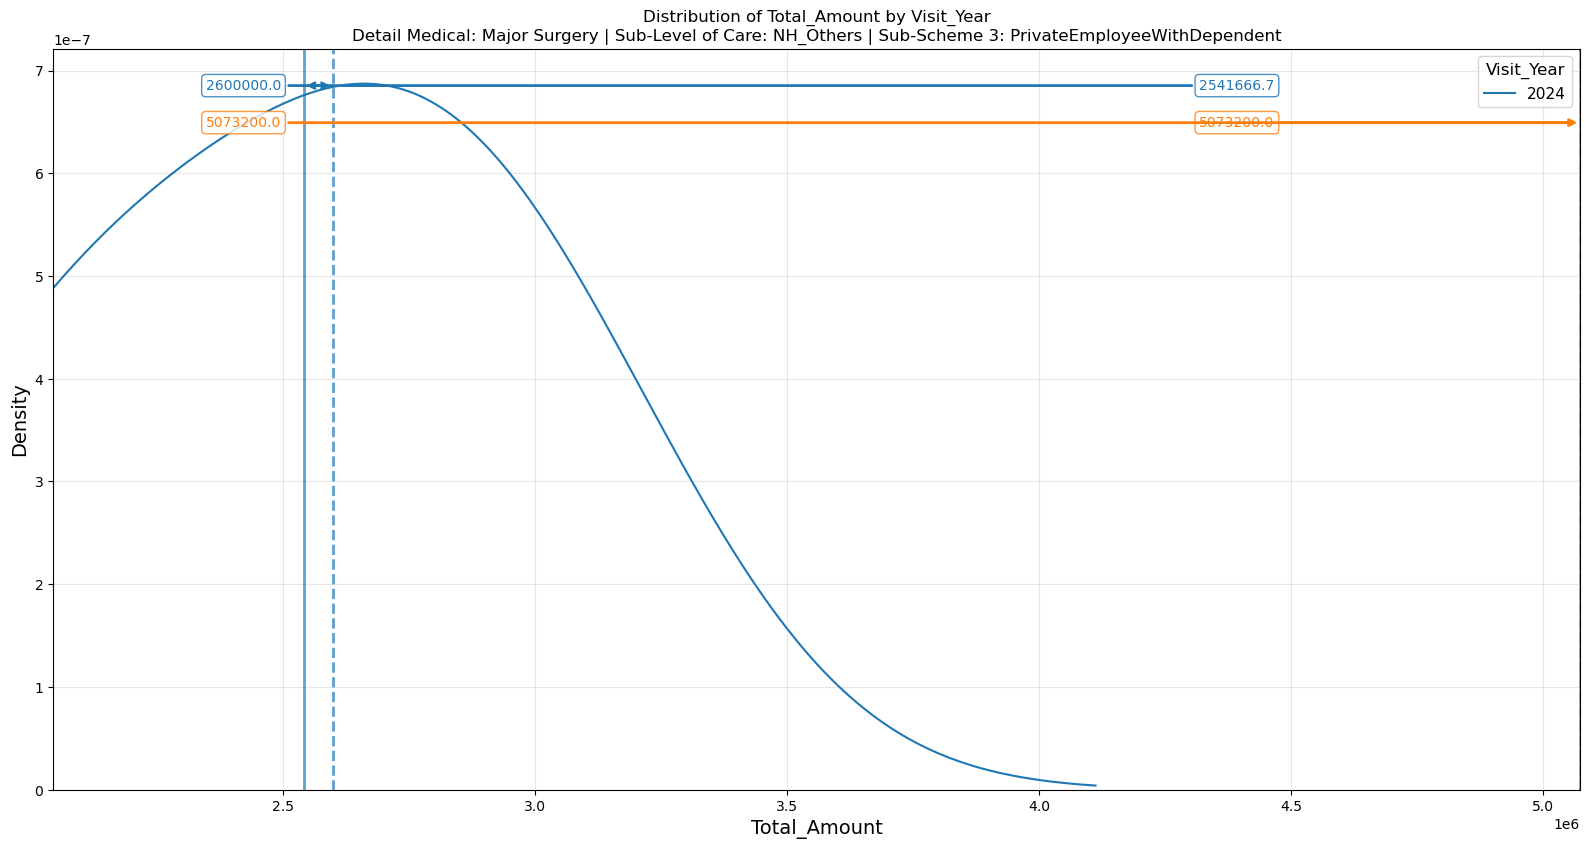 Distribution of Total_Amount by Visit_Year
Detail Medical: Major Surgery | Sub-Level of Care: NH_Others | Sub-Scheme 3: PrivateEmployeeWithDependent
1e−7
Visit_Year
2024
2600000.0
2541666.7
5073200.0
5073200.0
7
6
5
4
3
2
1
0
Density
2.5
3.0
3.5
4.0
4.5
5.0
1e6
Total_Amount